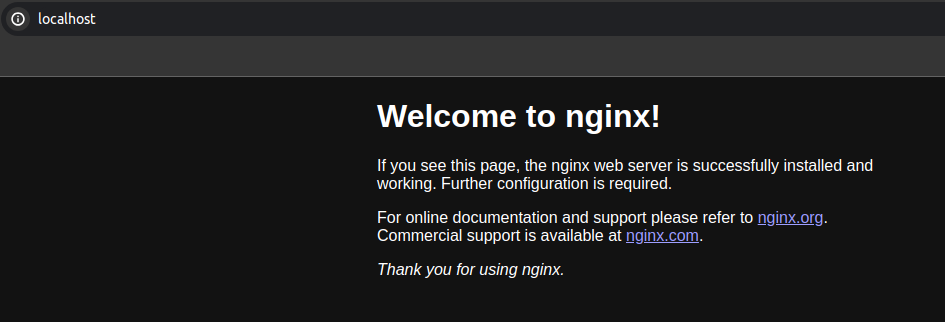 localhost
Welcome to nginx!
If you see this page, the nginx web server is successfully installed and
working. Further configuration is required.
For online documentation and support please refer to nginx.org.
Commercial support is available at nginx.com.
Thank you for using nginx.